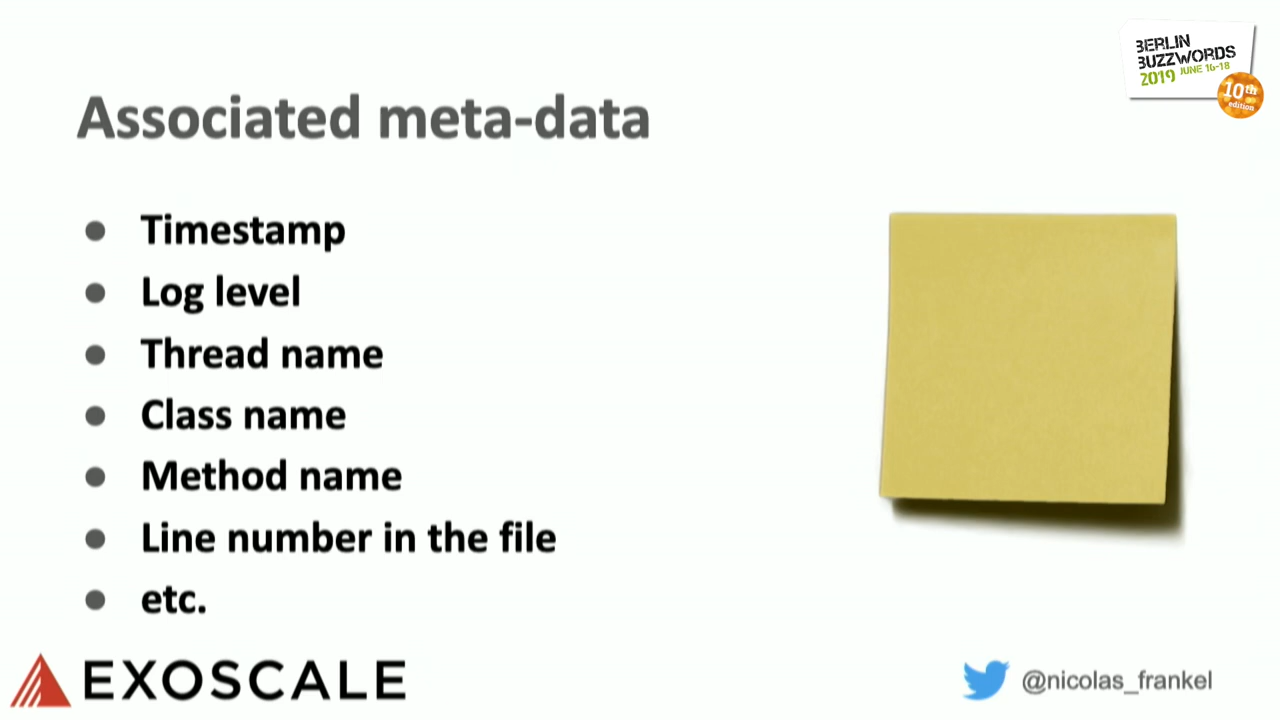 BERLIN
BUZZWORDS
2019 JUNE 16-18
10th
edition
Associated meta-data
● Timestamp
● Log level
● Thread name
● Class name
● Method name
● Line number in the file
● etc.
EXOSCALE
@nicolas_frankel